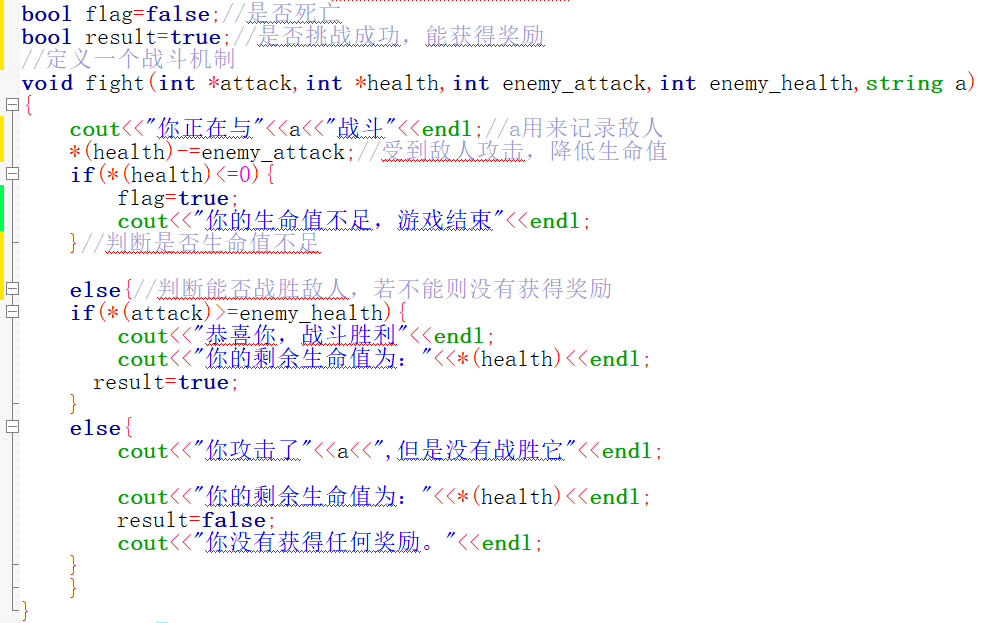 bool flag=false;//是否死亡
bool result=true;//是否挑战成功，能获得奖励
//定义一个战斗机制
void fight(int *attack,int *health,int enemy_attack,int enemy_health,string a)
{
cout<<"你正在与"<<a<<"战斗"<<endl;//a用来记录敌人
*(health)-=enemy_attack;//受到敌人攻击，降低生命值
if(*(health)<=0){
flag=true;
cout<<"你的生命值不足，游戏结束"<<endl;
}//判断是否生命值不足
else{//判断能否战胜敌人，若不能则没有获得奖励
if(*(attack)>=enemy_health){
cout<<"恭喜你，战斗胜利"<<endl;
cout<<"你的剩余生命值为："<<*(health)<<endl;
result=true;
}
else{
cout<<"你攻击了"<<a<<",但是没有战胜它"<<endl;
cout<<"你的剩余生命值为："<<*(health)<<endl;
result=false;
cout<<"你没有获得任何奖励。"<<endl;
}
}
}